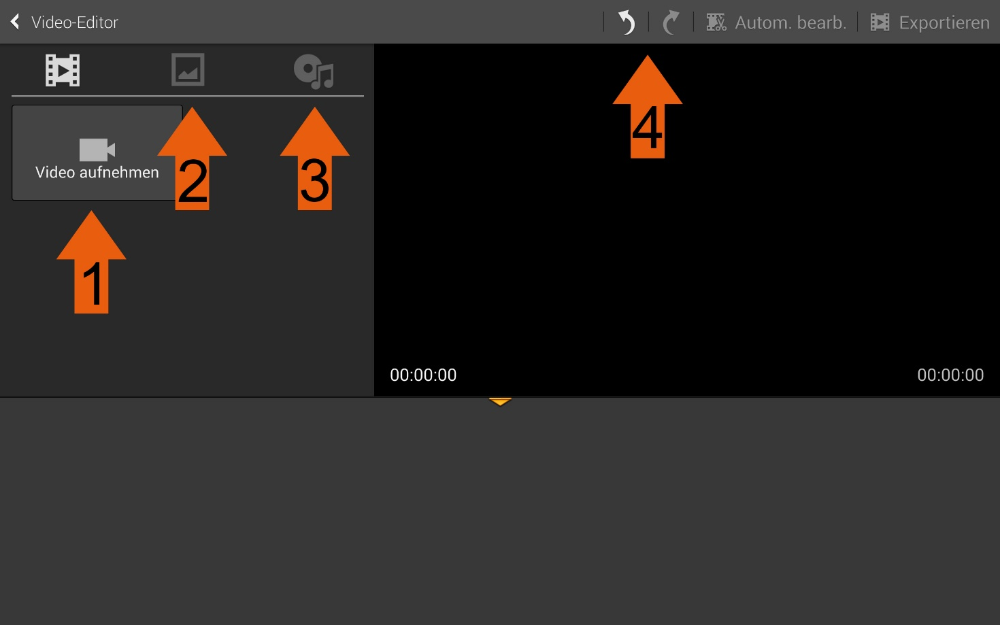 Video-Editor
Autom. bearb.
Exportieren
4
Video aufnehmen
2
3
1
00:00:00
00:00:00